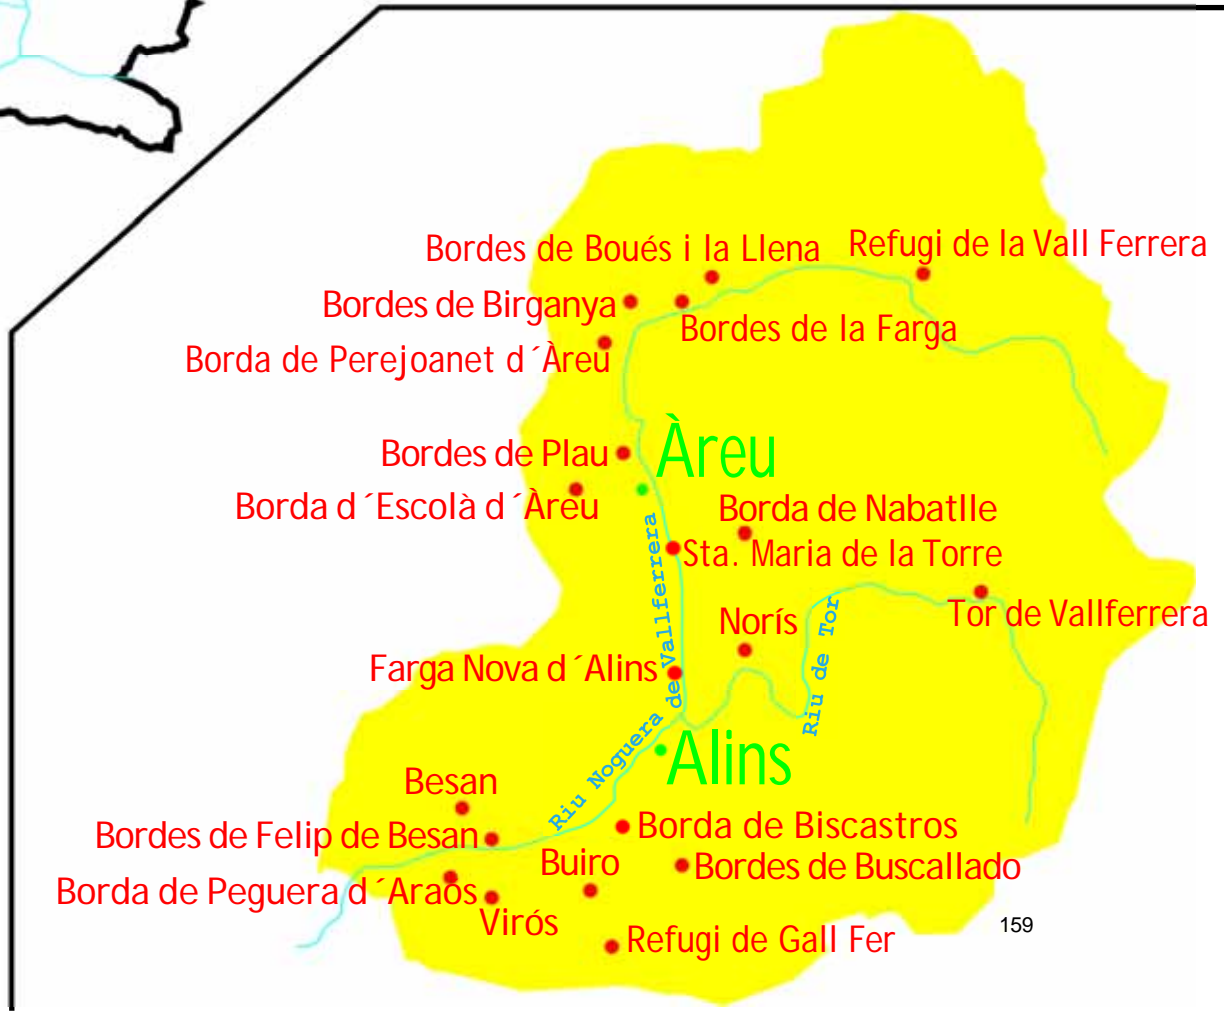 Bordes de Boués i la Llena
Refugi de la Vall Ferrera
Bordes de Birganya
Bordes de la Farga
Borda de Perejoanet d´Àreu
Àreu
Bordes de Plau
Borda d´Escolà d´Àreu
Borda de Nabatlle
Sta. Maria de la Torre
Tor de Vallferrera
Norís
Farga Nova d´Alins
Riu Noguera de Vallferrera
Riu de Tor
Alins
Besan
Bordes de Felip de Besan
Borda de Biscastros
Buiro
Bordes de Buscallado
Borda de Peguera d´Araós
Virós
Refugi de Gall Fer
159